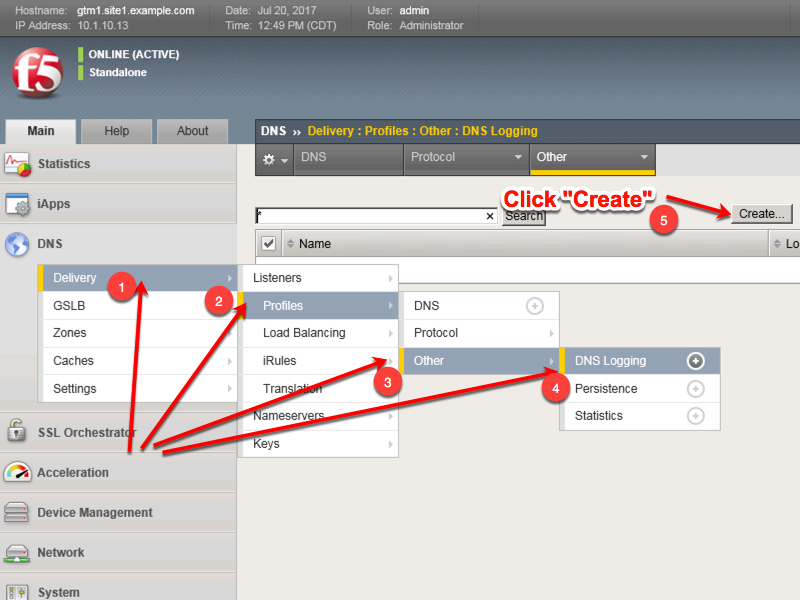 Hostname: gtm1.site1.example.com Date: Jul 20, 2017 User: admin
IP Address: 10.1.10.13 Time: 12:49 PM (CDT) Role: Administrator
f5
ONLINE (ACTIVE)
Standalone
Main Help About
DNS ›› Delivery : Profiles : Other : DNS Logging
DNS Protocol Other
Statistics
iApps
DNS
Click "Create"
* × Search
5
Create...
Name Lo
Delivery
1
GSLB
Zones
Caches
Settings
Listeners
2
Profiles
Load Balancing
iRules
Translation
Nameservers
Keys
DNS
Protocol
Other
3
DNS Logging
4
Persistence
Statistics
SSL Orchestrator
Acceleration
Device Management
Network
System